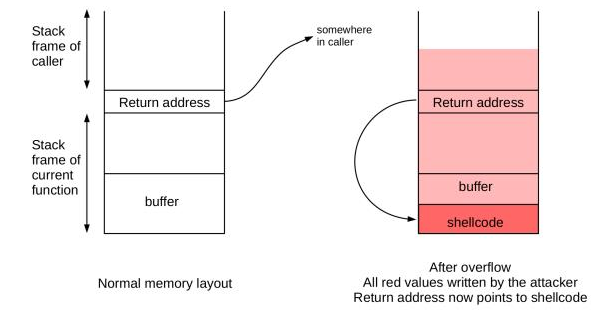 Stack
frame of
caller
somewhere
in caller
Return address
Stack
frame of
current
function
buffer
Normal memory layout
Return address
buffer
shellcode
After overflow
All red values written by the attacker
Return address now points to shellcode